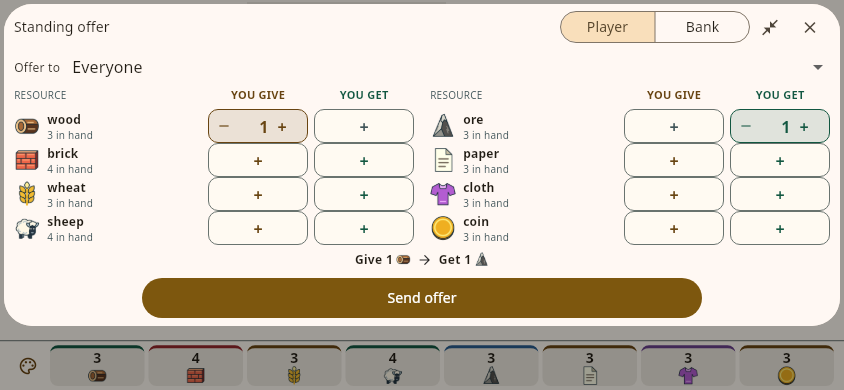 Standing offer Player Bank
Offer to Everyone
RESOURCE YOU GIVE YOU GET RESOURCE YOU GIVE YOU GET
wood
3 in hand
− 1 +
+
ore
3 in hand
+
− 1 +
brick
4 in hand
+
+
paper
3 in hand
+
+
wheat
3 in hand
+
+
cloth
3 in hand
+
+
sheep
4 in hand
+
+
coin
3 in hand
+
+
Give 1 → Get 1
Send offer
3 4 3 4 3 3 3 3